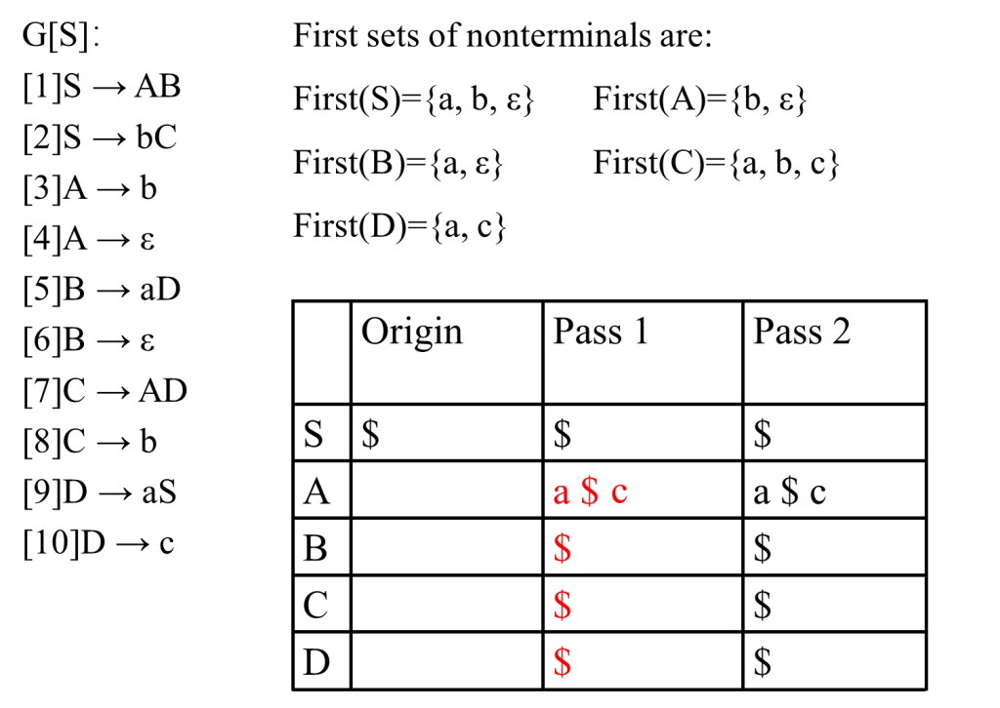 G[S]:
[1]S → AB
[2]S → bC
[3]A → b
[4]A → ε
[5]B → aD
[6]B → ε
[7]C → AD
[8]C → b
[9]D → aS
[10]D → c
First sets of nonterminals are:
First(S)={a, b, ε} First(A)={b, ε}
First(B)={a, ε} First(C)={a, b, c}
First(D)={a, c}
Origin Pass 1 Pass 2
S $ $ $
A a $ c a $ c
B $ $
C $ $
D $ $